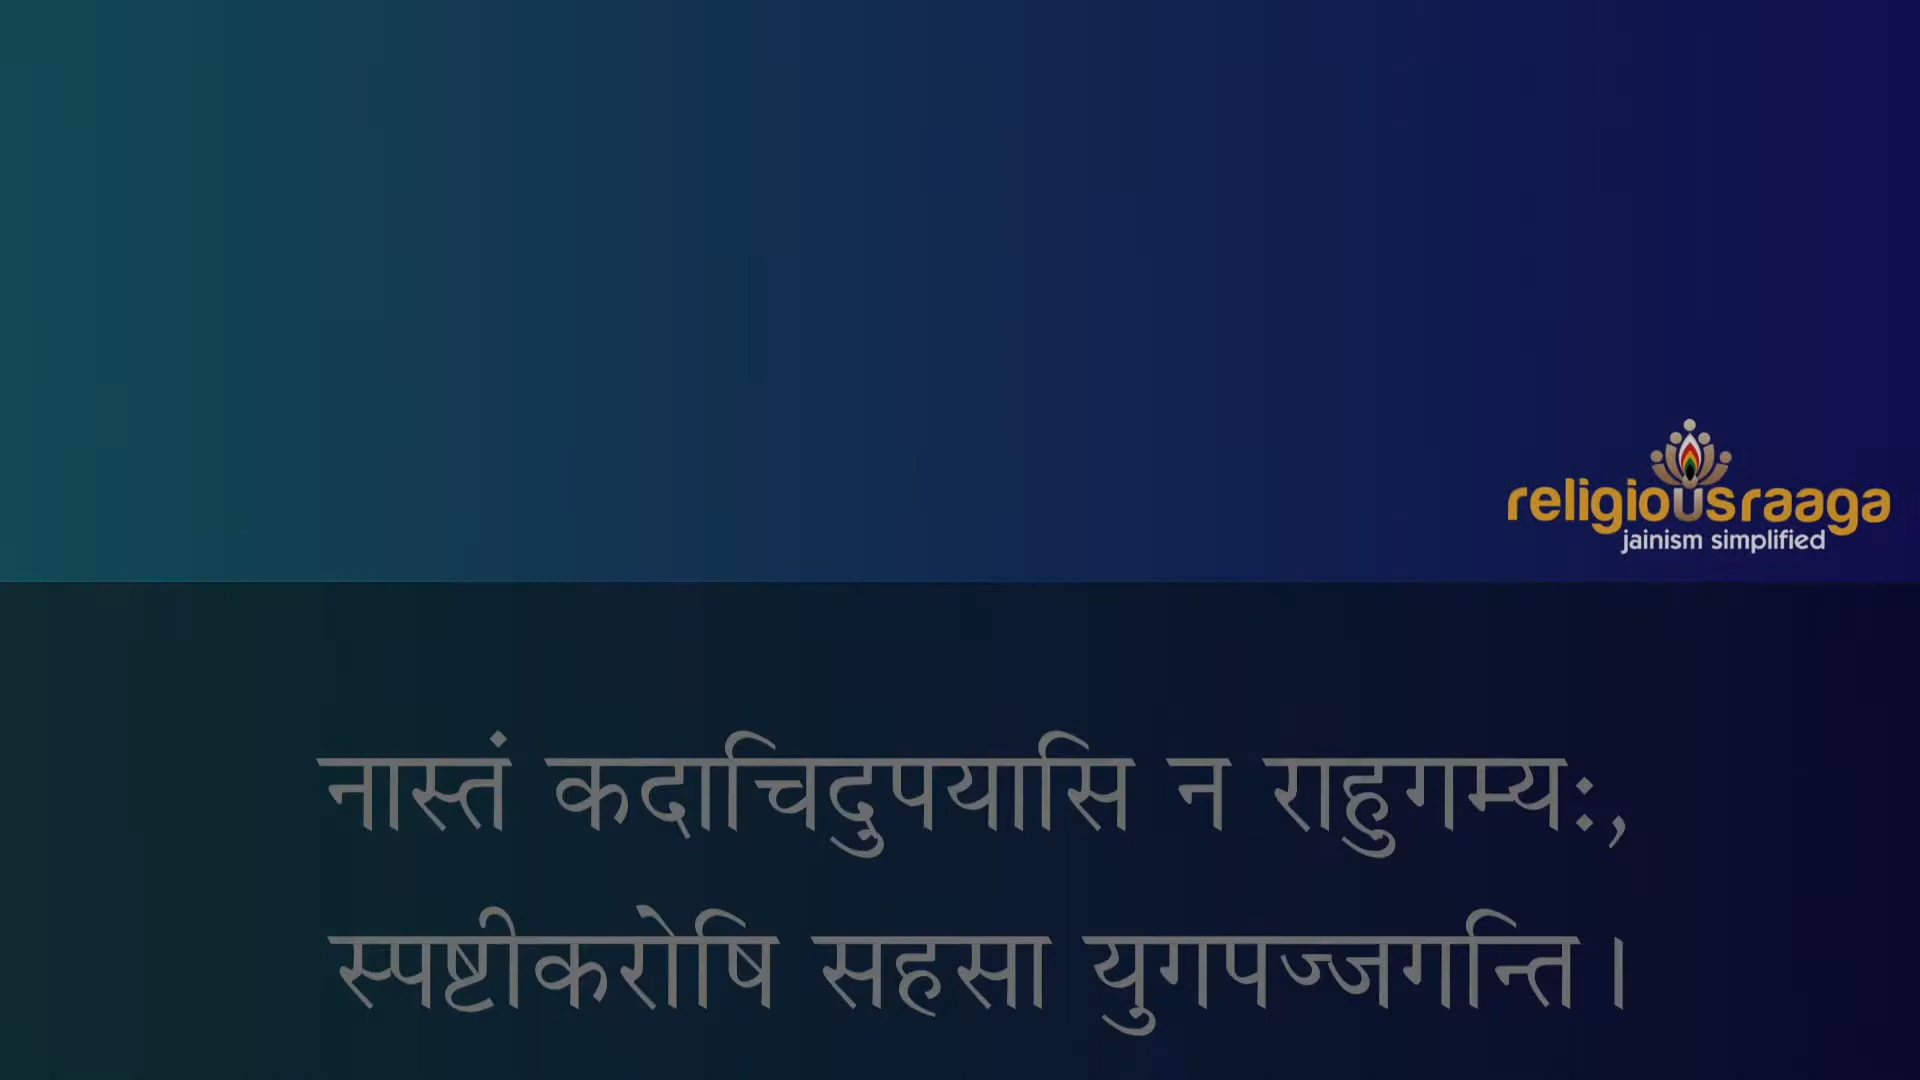 religiousraaga
jainism simplified
नास्तं कदाचिदुपयासि न राहुगम्यः,
स्पष्टीकरोषि सहसा युगपज्जगन्ति।